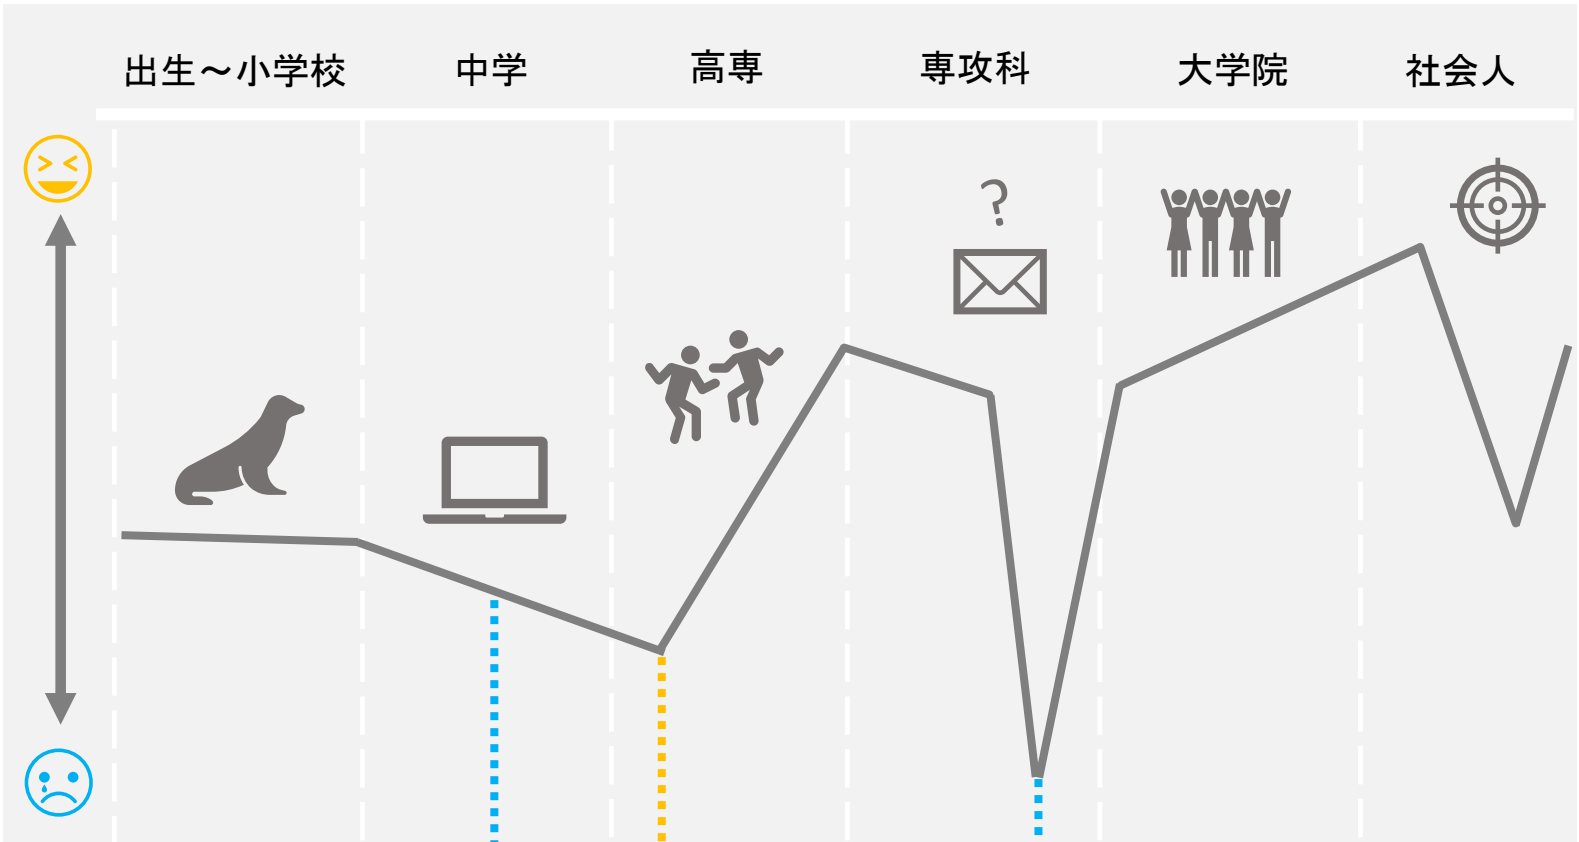 出生～小学校
中学
高専
専攻科
大学院
社会人
?